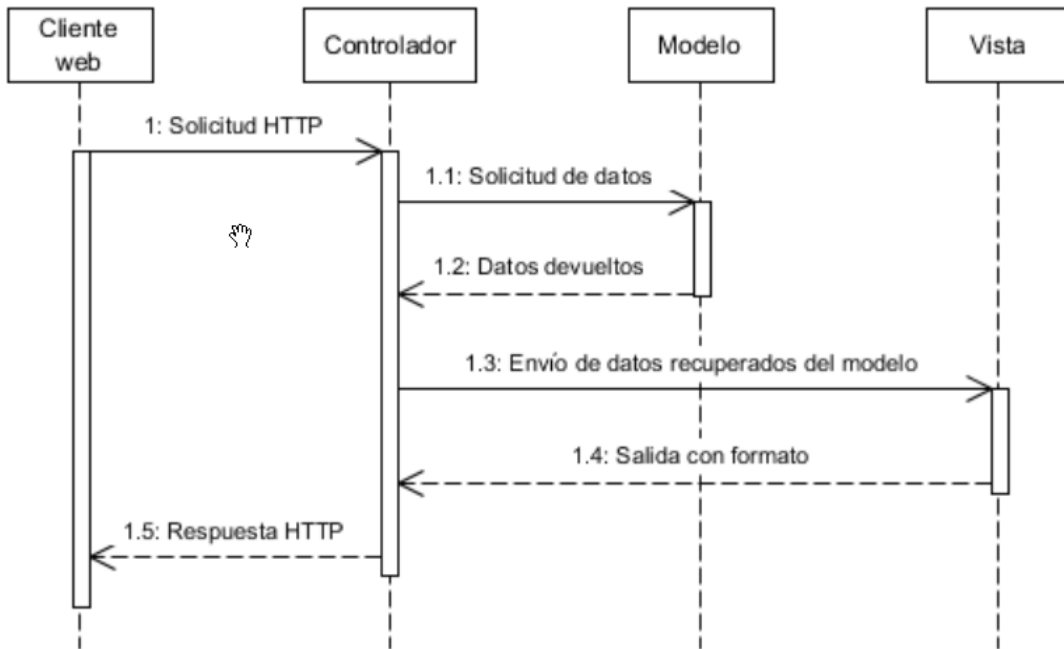 Cliente
web
Controlador
Modelo
Vista
1: Solicitud HTTP
1.1: Solicitud de datos
1.2: Datos devueltos
1.3: Envío de datos recuperados del modelo
1.4: Salida con formato
1.5: Respuesta HTTP